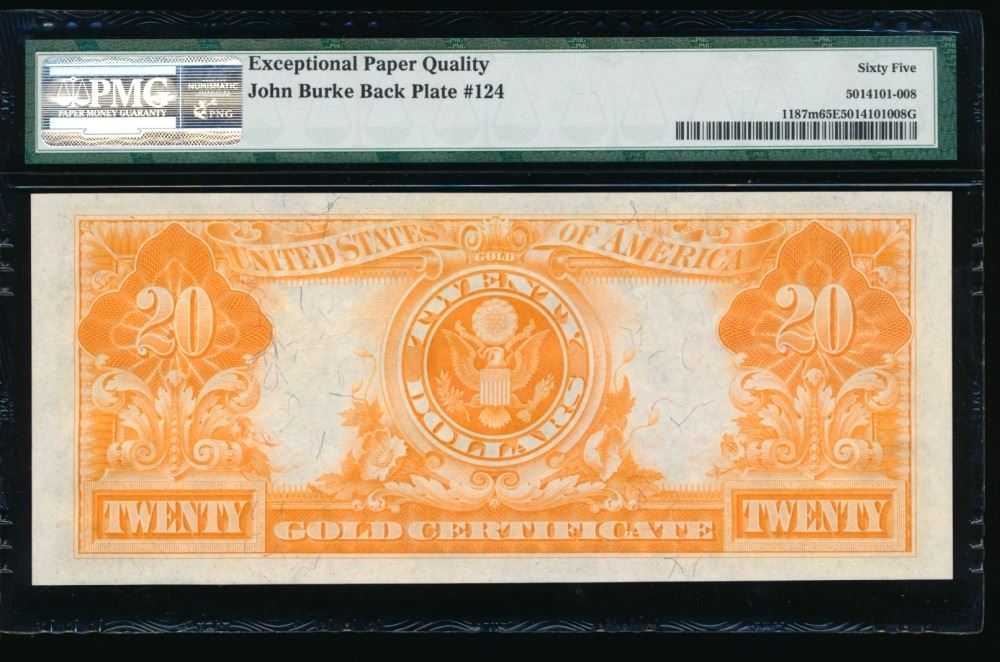 PMG
PAPER MONEY GUARANTY
NUMISMATIC
PNG
Exceptional Paper Quality
John Burke Back Plate #124
Sixty Five
5014101-008
1187m65E5014101008G
UNITED STATES OF AMERICA
GOLD
20
20
TWENTY
DOLLARS
TWENTY
GOLD CERTIFICATE
TWENTY